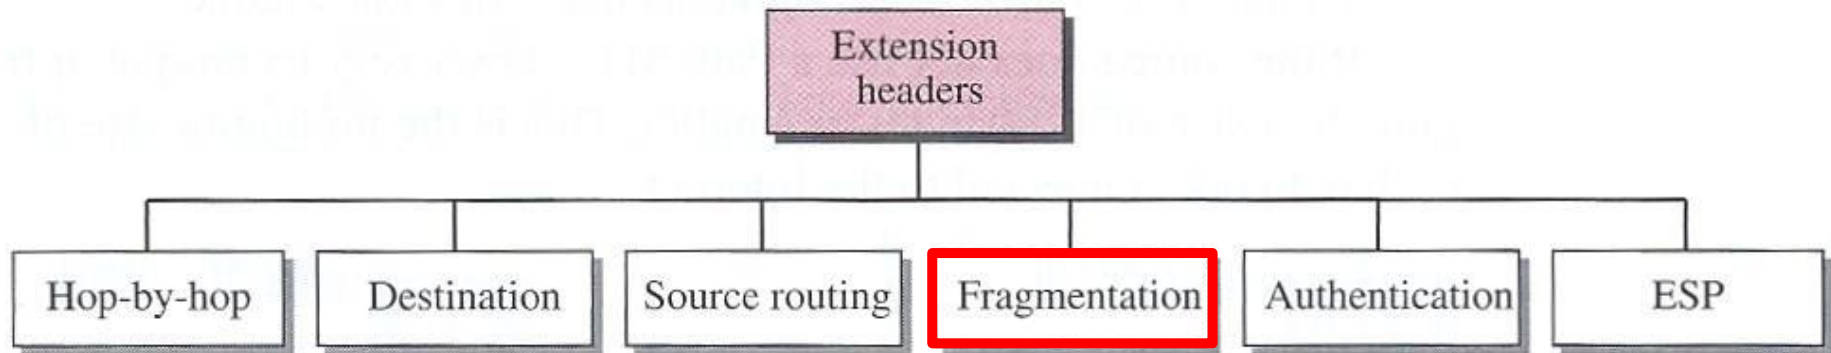 Extension
headers
Hop-by-hop
Destination
Source routing
Fragmentation
Authentication
ESP